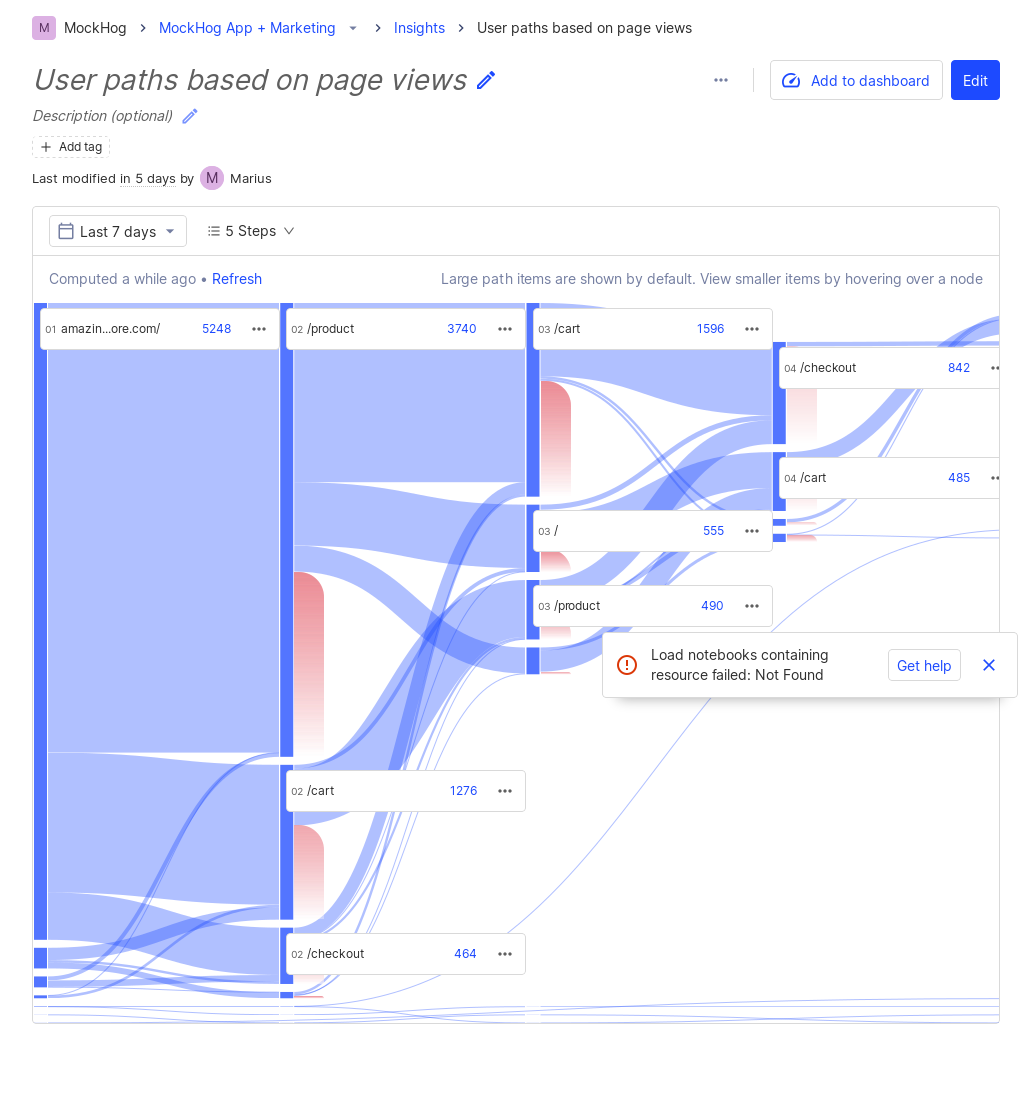 M MockHog MockHog App + Marketing Insights User paths based on page views
User paths based on page views
Add to dashboard Edit
Description (optional)
Add tag
Last modified in 5 days by M Marius
Last 7 days 5 Steps
Computed a while ago • Refresh Large path items are shown by default. View smaller items by hovering over a node
01 amazin...ore.com/ 5248
02 /product 3740
03 /cart 1596
04 /checkout 842
04 /cart 485
03 / 555
03 /product 490
Load notebooks containing
resource failed: Not Found
Get help
02 /cart 1276
02 /checkout 464